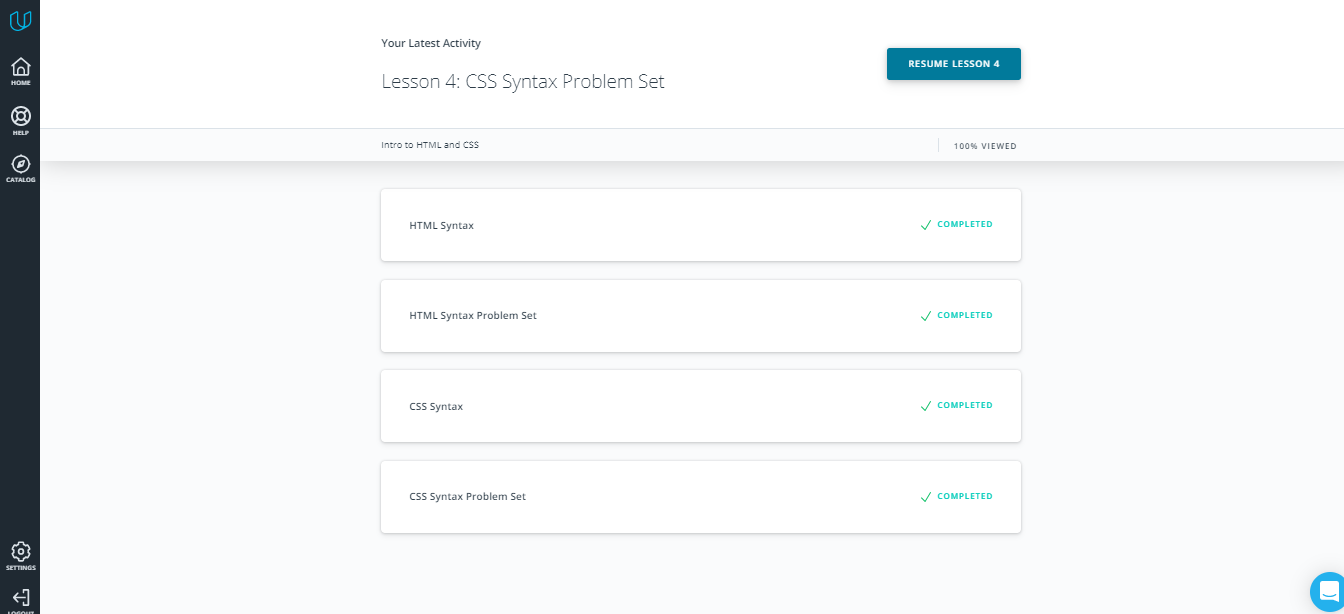 HOME
HELP
CATALOG
SETTINGS
LOGOUT
Your Latest Activity
Lesson 4: CSS Syntax Problem Set
RESUME LESSON 4
Intro to HTML and CSS
100% VIEWED
HTML Syntax
COMPLETED
HTML Syntax Problem Set
COMPLETED
CSS Syntax
COMPLETED
CSS Syntax Problem Set
COMPLETED